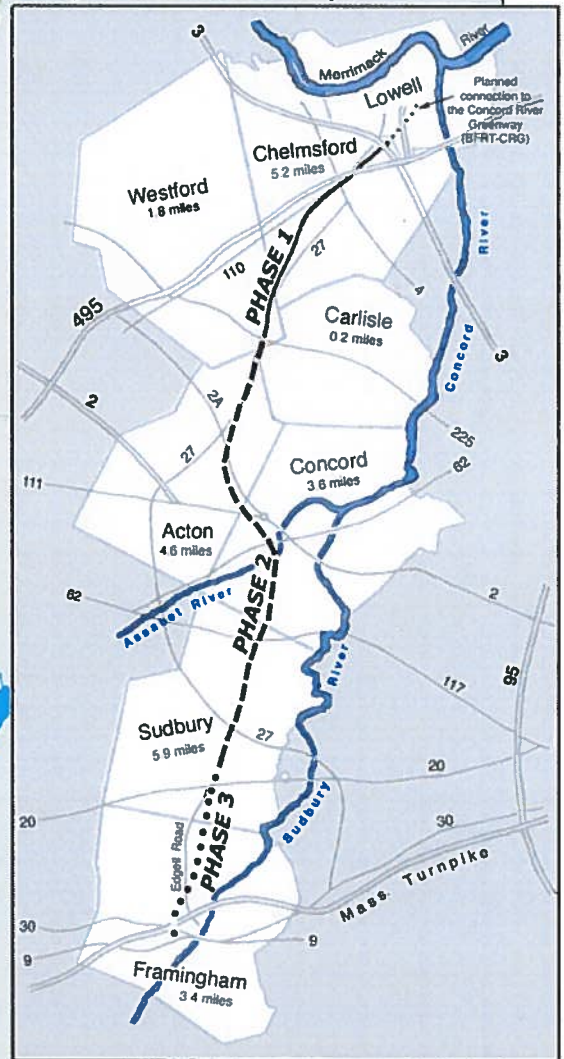 3
Merrimack
River
Lowell
Planned
connection to
the Concord River
Greenway
(BFRT-CRG)
Chelmsford
5.2 miles
Westford
1.8 miles
River
PHASE 1
27
110
4
495
Carlisle
0.2 miles
Concord
3
2
2A
27
225
62
Concord
3.6 miles
111
Acton
4.6 miles
62
PHASE 2
2
Assabet River
River
117
95
Sudbury
5.9 miles
27
20
20
Sudbury
30
Edgell Road
PHASE 3
Mass. Turnpike
30
9
9
Framingham
3.4 miles